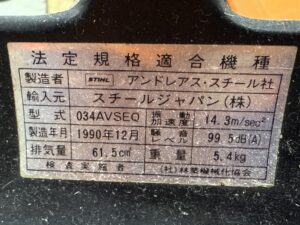 法定規格適合機種
製造者 STIHL アンドレアス・スチール社
輸入元 スチールジャパン(株)
型式 034AVSEQ 振動加速度 14.3m/sec²
製造年月 1990年12月 騒音レベル 99.5dB(A)
排気量 61.5cm³ 重量 5.4kg
検点実施者 (社)林業機械化協会